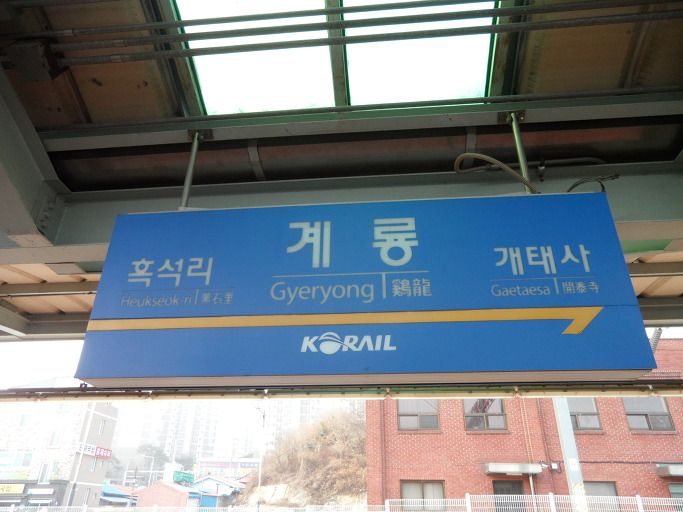 계룡
Gyeryong 鷄龍
흑석리
Heukseok-ri 黑石里
개태사
Gaetaesa 開泰寺
KORAIL